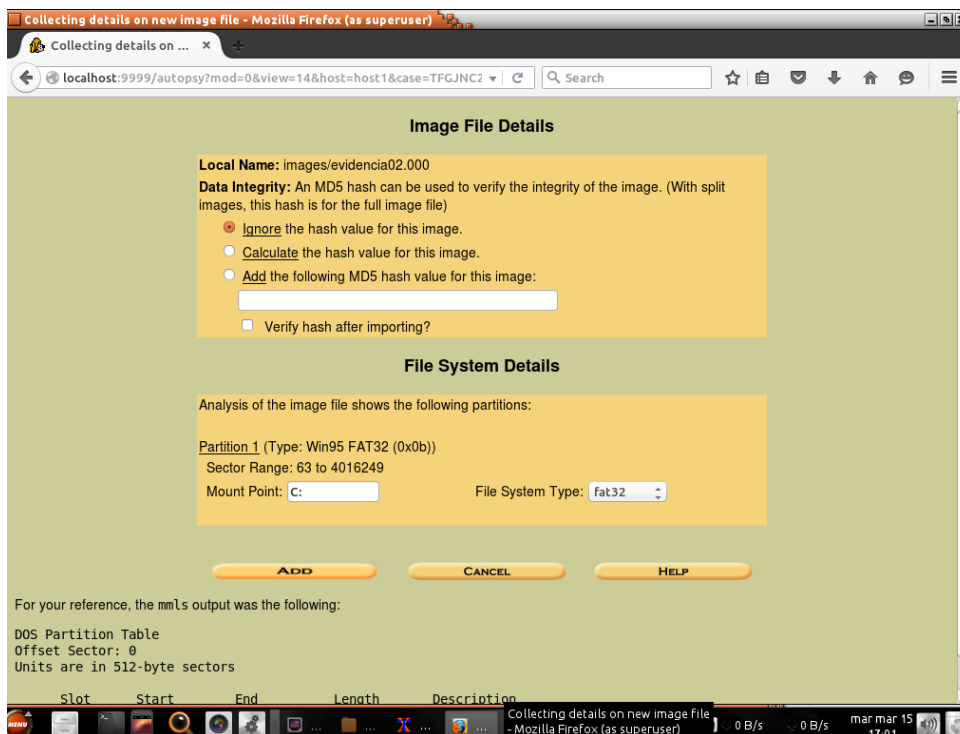 Collecting details on new image file - Mozilla Firefox (as superuser)
Collecting details on ...
localhost:9999/autopsy?mod=0&view=14&host=host1&case=TFGJNC2
Search
Image File Details
Local Name: images/evidencia02.000
Data Integrity: An MD5 hash can be used to verify the integrity of the image. (With split
images, this hash is for the full image file)
Ignore the hash value for this image.
Calculate the hash value for this image.
Add the following MD5 hash value for this image:
Verify hash after importing?
File System Details
Analysis of the image file shows the following partitions:
Partition 1 (Type: Win95 FAT32 (0x0b))
Sector Range: 63 to 4016249
Mount Point: C: File System Type: fat32
ADD CANCEL HELP
For your reference, the mmls output was the following:
DOS Partition Table
Offset Sector: 0
Units are in 512-byte sectors
Slot Start End Length Description
Collecting details on new image file
- Mozilla Firefox (as superuser)
MENU ... ... ... ... 0 B/s 0 B/s mar mar 15
17:01